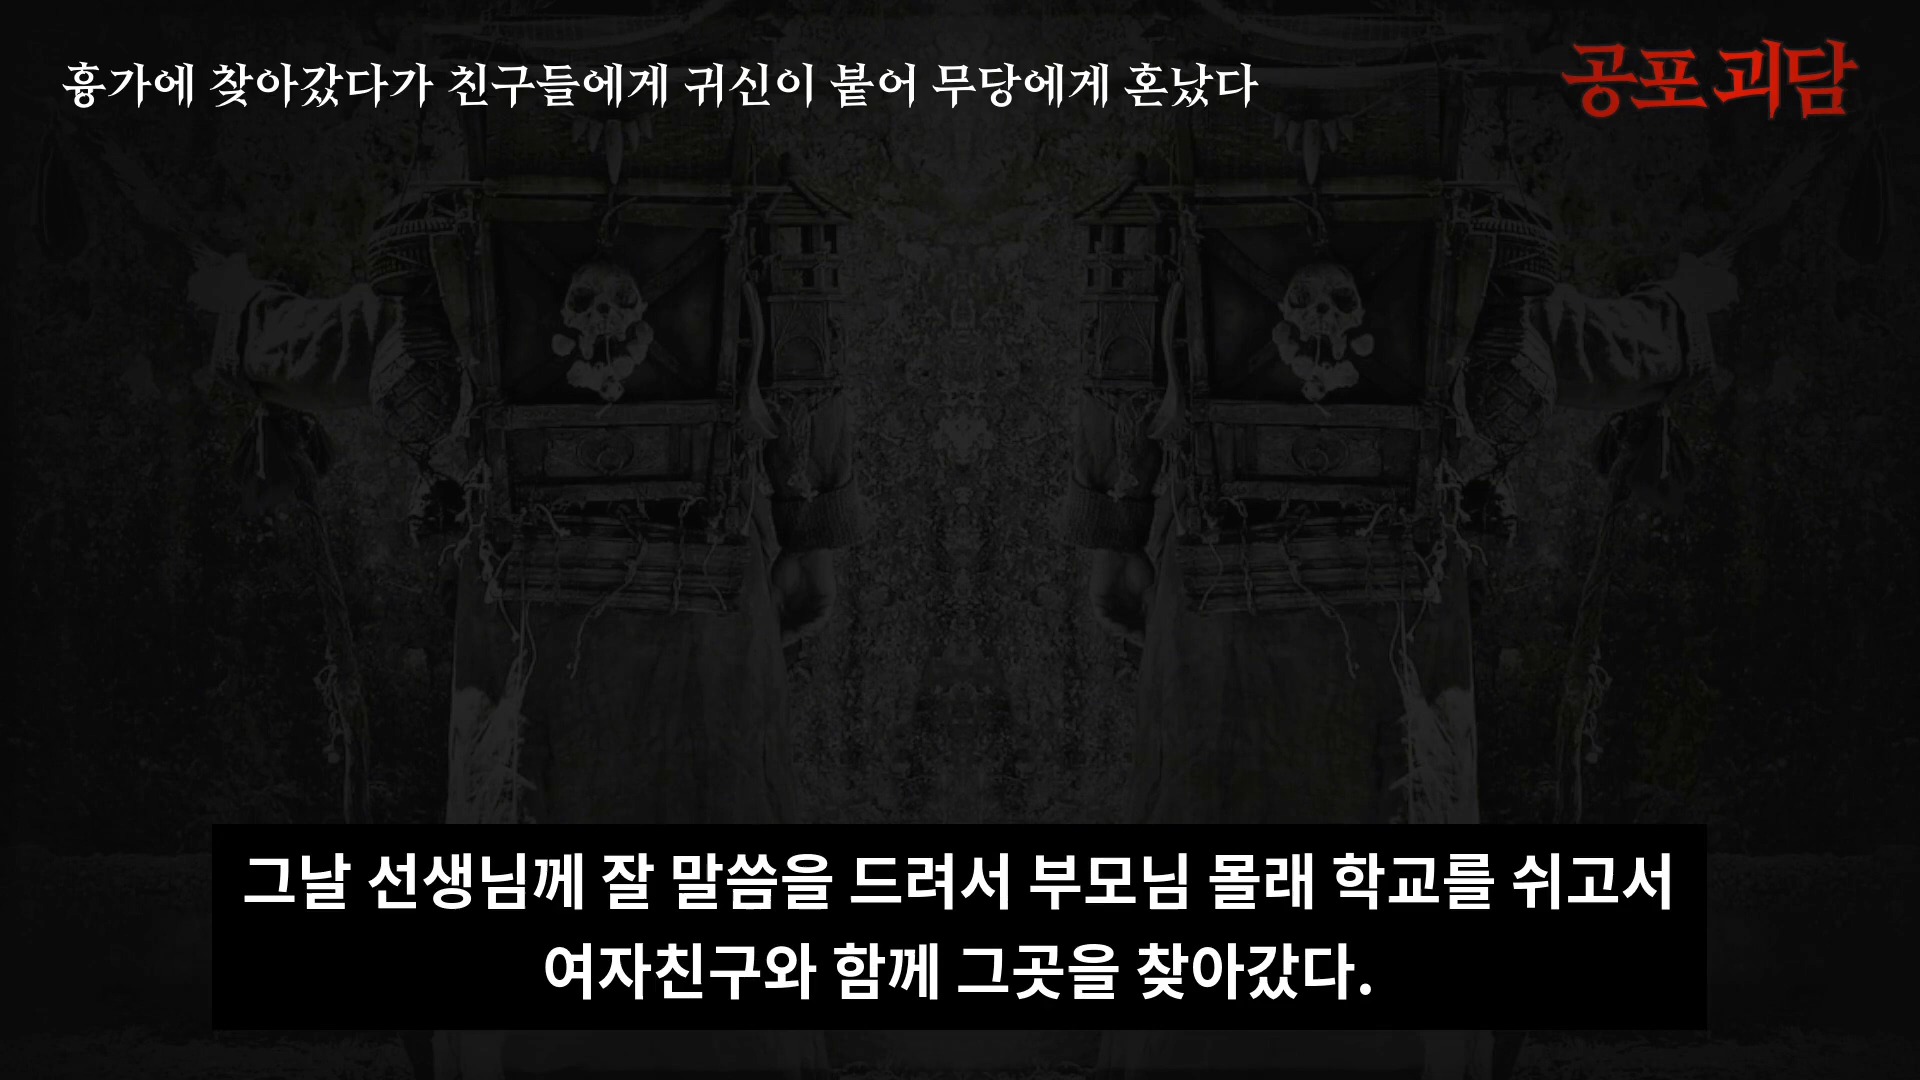 흉가에 찾아갔다가 친구들에게 귀신이 붙어 무당에게 혼났다
공포 괴담
그날 선생님께 잘 말씀을 드려서 부모님 몰래 학교를 쉬고서
여자친구와 함께 그곳을 찾아갔다.